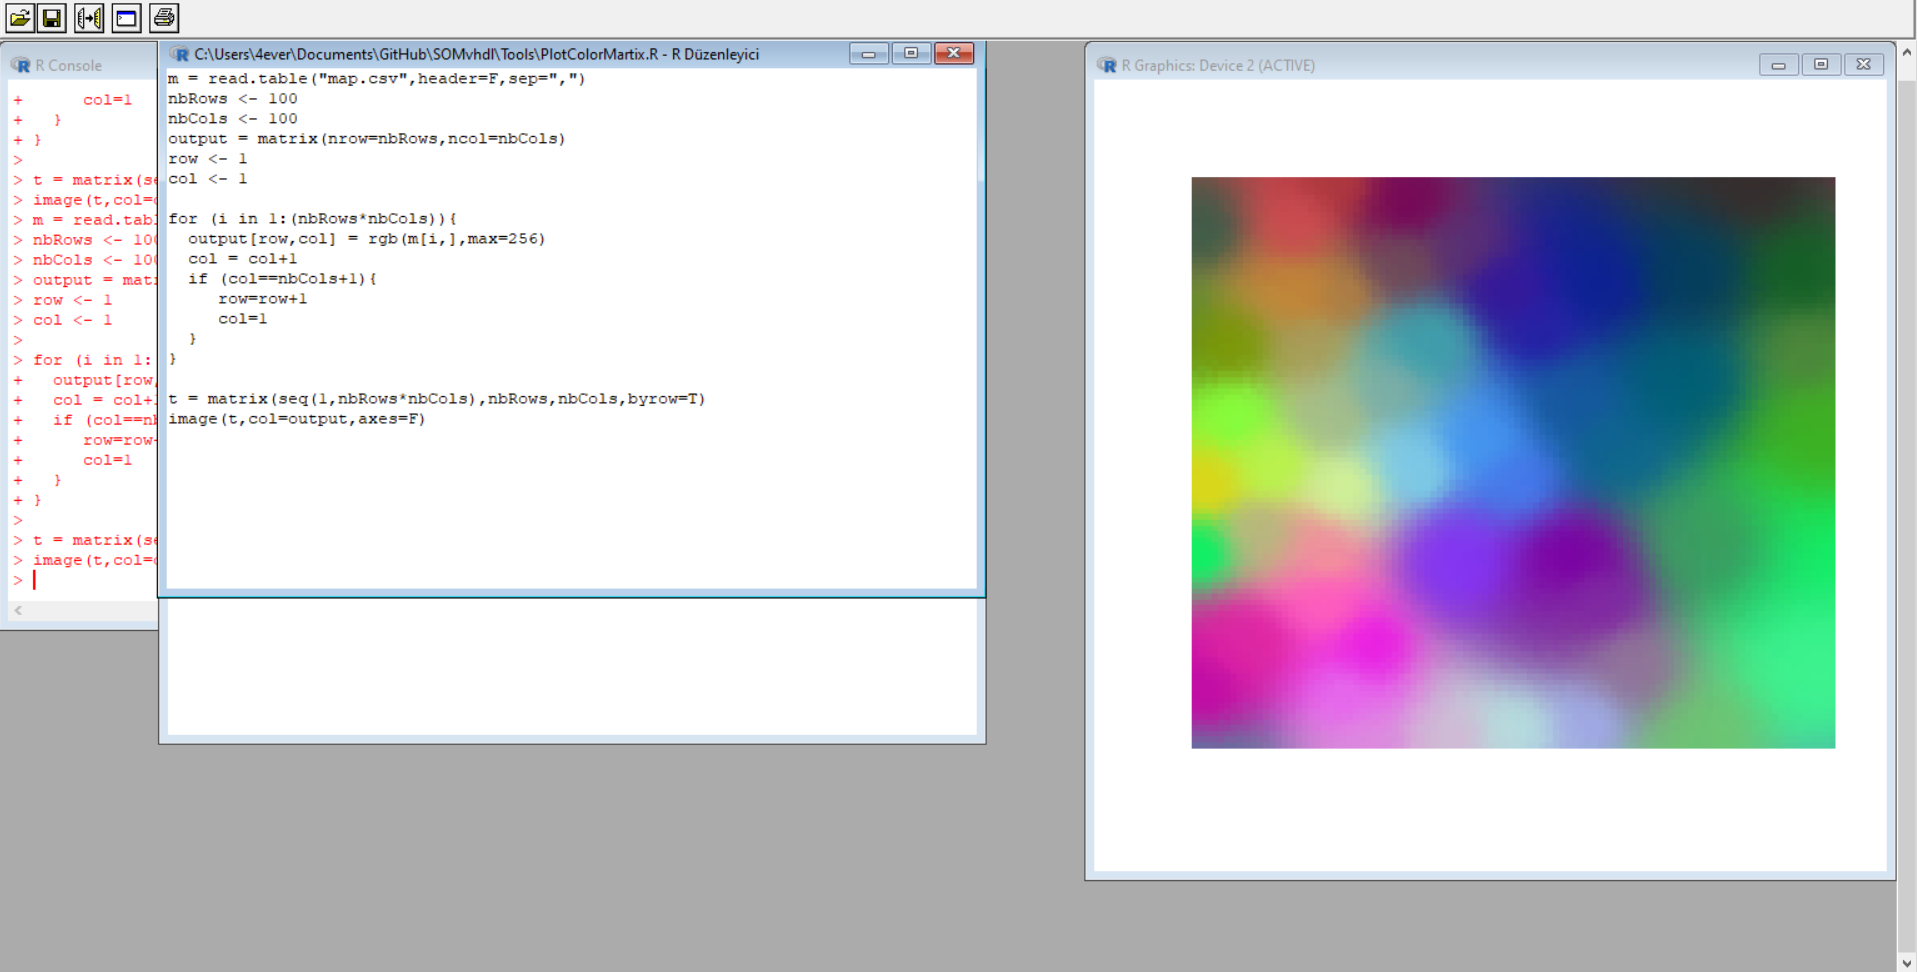 R Console
+      col=1
+   }
+ }
>
> t = matrix(se
> image(t,col=o
> m = read.tabl
> nbRows <- 100
> nbCols <- 100
> output = matr
> row <- 1
> col <- 1
>
> for (i in 1:
+   output[row,
+   col = col+1
+   if (col==nb
+      row=row+
+      col=1
+   }
+ }
>
> t = matrix(se
> image(t,col=o
>
C:\Users\4ever\Documents\GitHub\SOMvhdl\Tools\PlotColorMartix.R - R Düzenleyici
m = read.table("map.csv",header=F,sep=",")
nbRows <- 100
nbCols <- 100
output = matrix(nrow=nbRows,ncol=nbCols)
row <- 1
col <- 1
for (i in 1:(nbRows*nbCols)){
  output[row,col] = rgb(m[i,],max=256)
  col = col+1
  if (col==nbCols+1){
     row=row+1
     col=1
  }
}
t = matrix(seq(1,nbRows*nbCols),nbRows,nbCols,byrow=T)
image(t,col=output,axes=F)
R Graphics: Device 2 (ACTIVE)